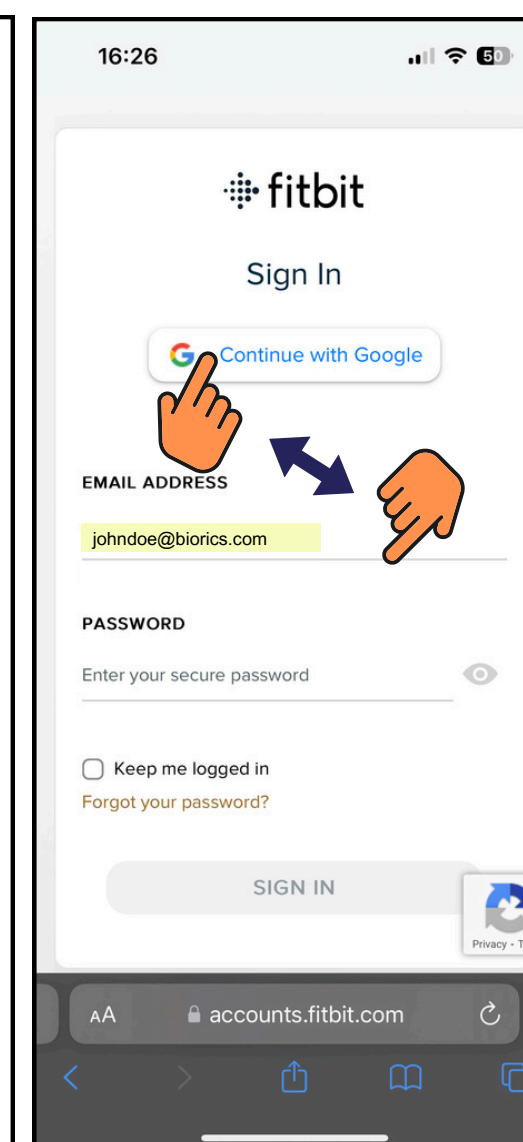 16:26
50
fitbit
Sign In
Continue with Google
EMAIL ADDRESS
johndoe@biorics.com
PASSWORD
Enter your secure password
Keep me logged in
Forgot your password?
SIGN IN
Privacy - T
AA accounts.fitbit.com